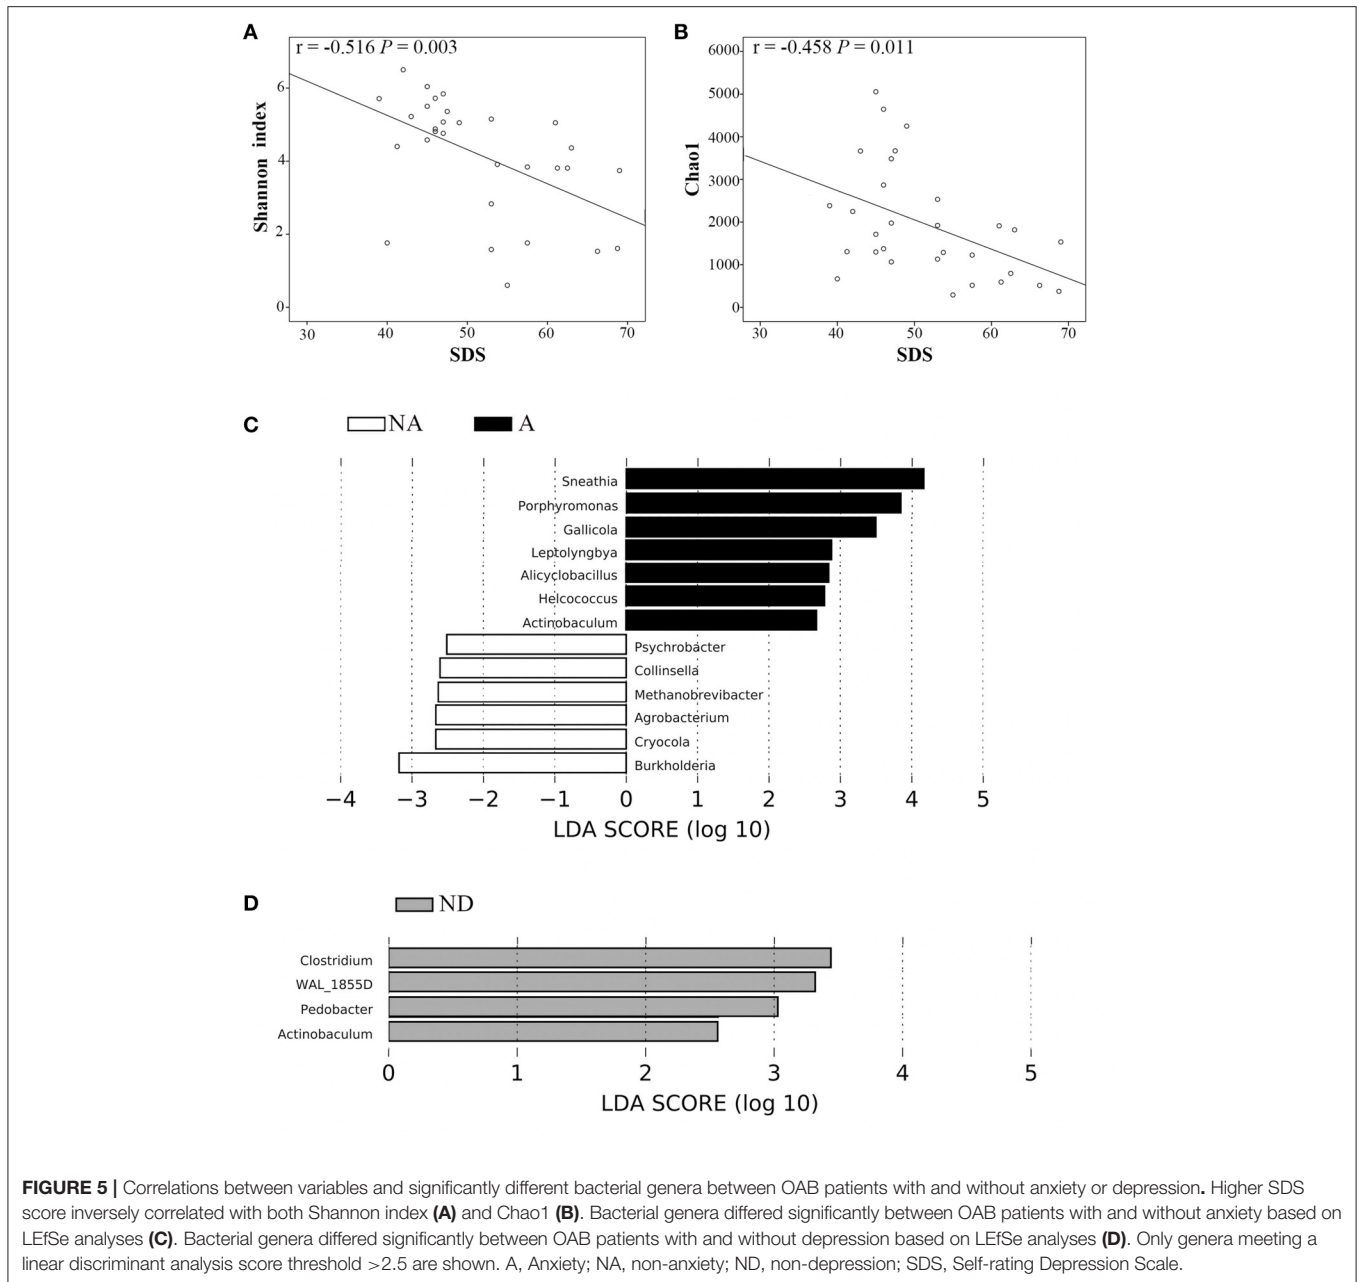 A
r = -0.516 P = 0.003
Shannon index
6
4
2
0
30 40 50 60 70
SDS
B
r = -0.458 P = 0.011
Chao1
6000
5000
4000
3000
2000
1000
0
30 40 50 60 70
SDS
C
NA A
Sneathia
Porphyromonas
Gallicola
Leptolyngbya
Alicyclobacillus
Helcococcus
Actinobaculum
Psychrobacter
Collinsella
Methanobrevibacter
Agrobacterium
Cryocola
Burkholderia
−4 −3 −2 −1 0 1 2 3 4 5
LDA SCORE (log 10)
D
ND
Clostridium
WAL_1855D
Pedobacter
Actinobaculum
0 1 2 3 4 5
LDA SCORE (log 10)
FIGURE 5 | Correlations between variables and significantly different bacterial genera between OAB patients with and without anxiety or depression. Higher SDS
score inversely correlated with both Shannon index (A) and Chao1 (B). Bacterial genera differed significantly between OAB patients with and without anxiety based on
LEfSe analyses (C). Bacterial genera differed significantly between OAB patients with and without depression based on LEfSe analyses (D). Only genera meeting a
linear discriminant analysis score threshold >2.5 are shown. A, Anxiety; NA, non-anxiety; ND, non-depression; SDS, Self-rating Depression Scale.